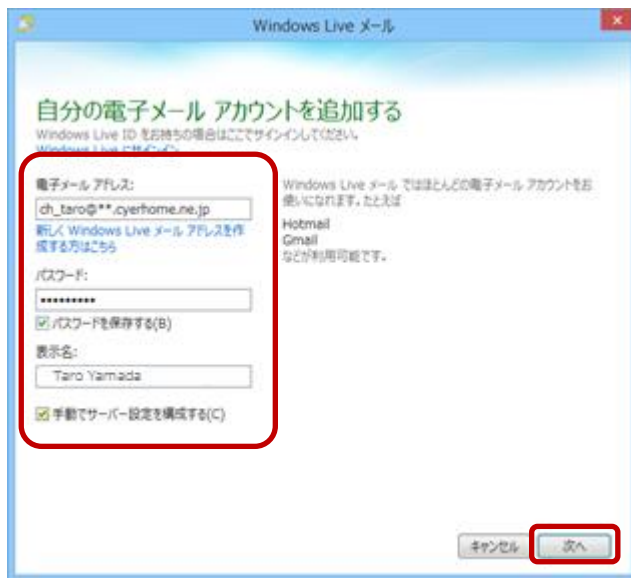 Windows Live メール
自分の電子メール アカウントを追加する
Windows Live ID をお持ちの場合はここでサインインしてください。
Windows Live にサインイン
電子メール アドレス:
ch_taro@**.cyerhome.ne.jp
新しく Windows Live メール アドレスを作
成する方はこちら
パスワード:
•••••••••
パスワードを保存する(B)
表示名:
Taro Yamada
手動でサーバー設定を構成する(C)
Windows Live メール ではほとんどの電子メール アカウントをお
使いになれます。たとえば
Hotmail
Gmail
などが利用可能です。
キャンセル
次へ